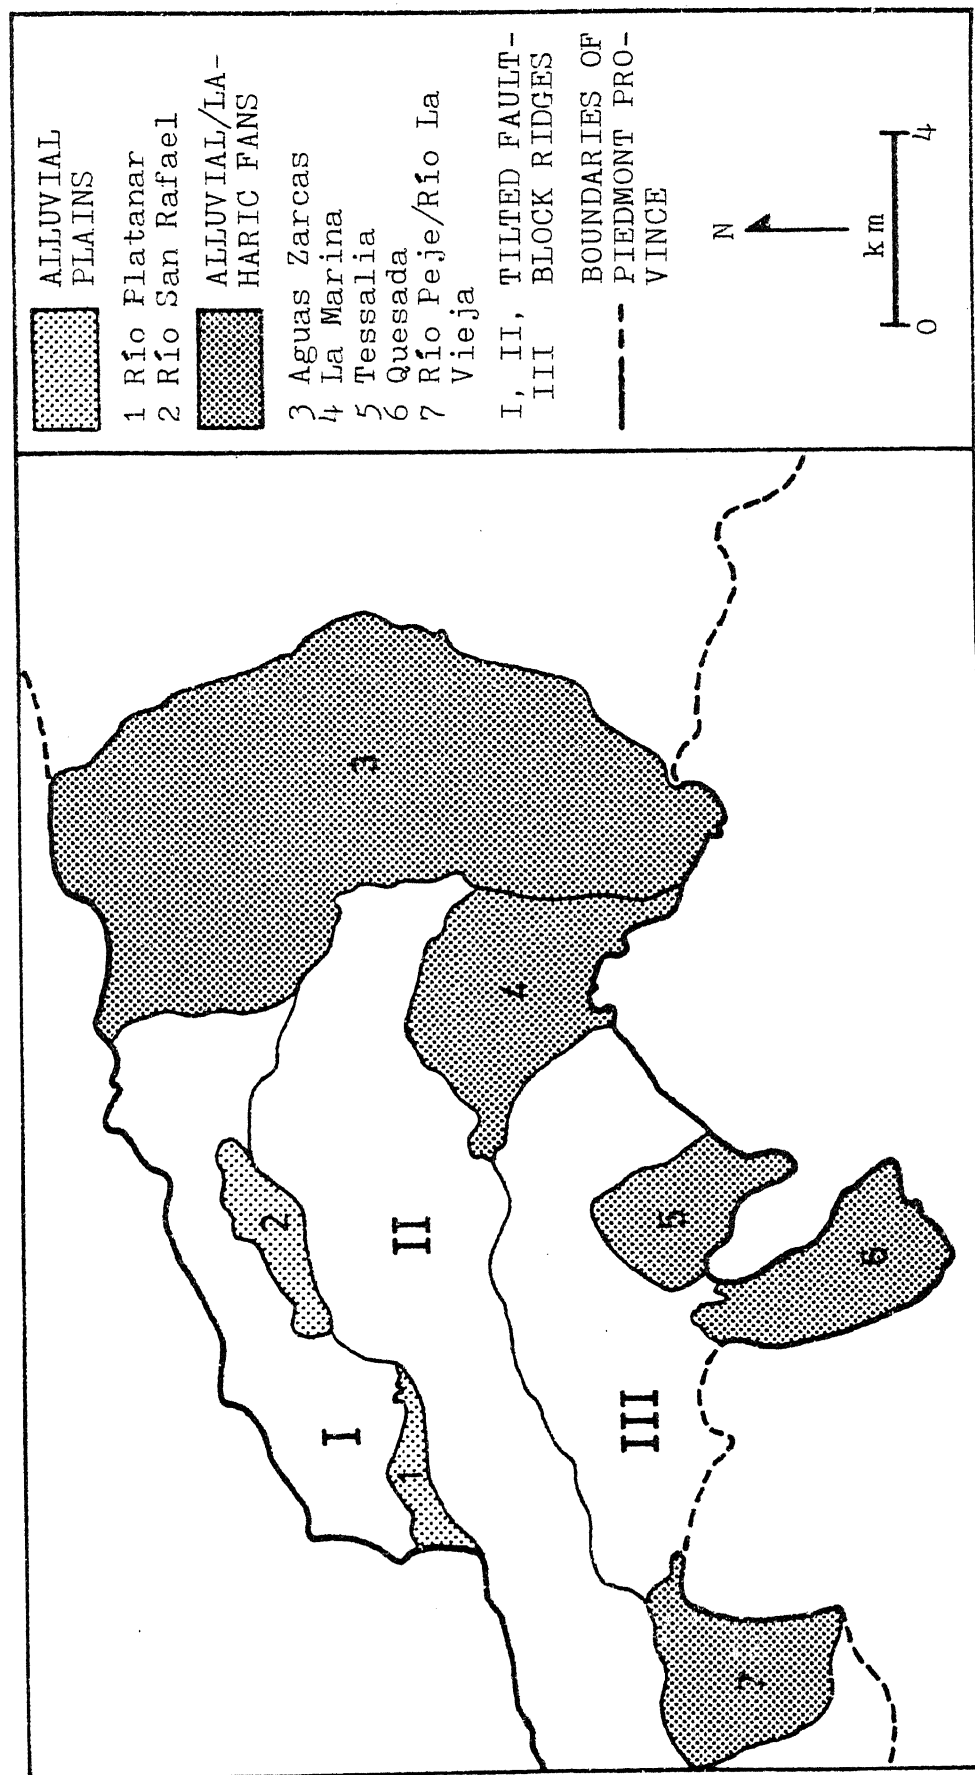 ALLUVIAL
PLAINS
1 Río Platanar
2 Río San Rafael
ALLUVIAL/LA-
HARIC FANS
3 Aguas Zarcas
4 La Marina
5 Tessalia
6 Quesada
7 Río Peje/Río La
Vieja
I, II, TILTED FAULT-
III BLOCK RIDGES
BOUNDARIES OF
PIEDMONT PRO-
VINCE
N
km
0 4
3
2
I
1
II
4
III
5
6
7